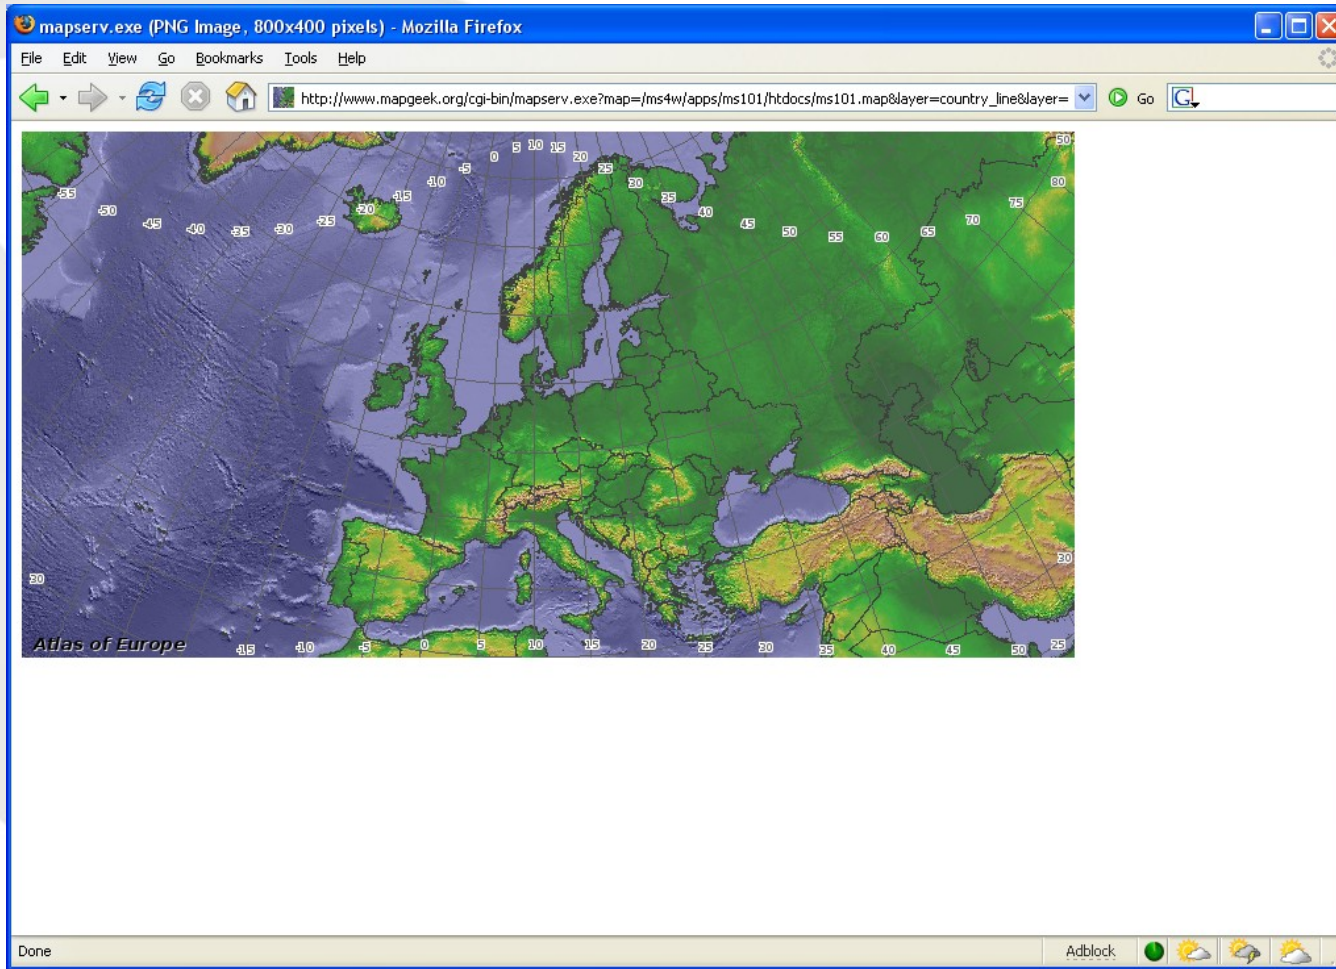 mapserv.exe (PNG Image, 800x400 pixels) - Mozilla Firefox
File Edit View Go Bookmarks Tools Help
http://www.mapgeek.org/cgi-bin/mapserv.exe?map=/ms4w/apps/ms101/htdocs/ms101.map&layer=country_line&layer= Go G
-55 -50 -45 -40 -35 -30 -25 -20 -15 -10 -5 0 5 10 15 20 25 30 35 40 45 50 55 60 65 70 75 80
50
30
30
Atlas of Europe
-15 -10 -5 0 5 10 15 20 30 35 40 45 50 25
Done Adblock